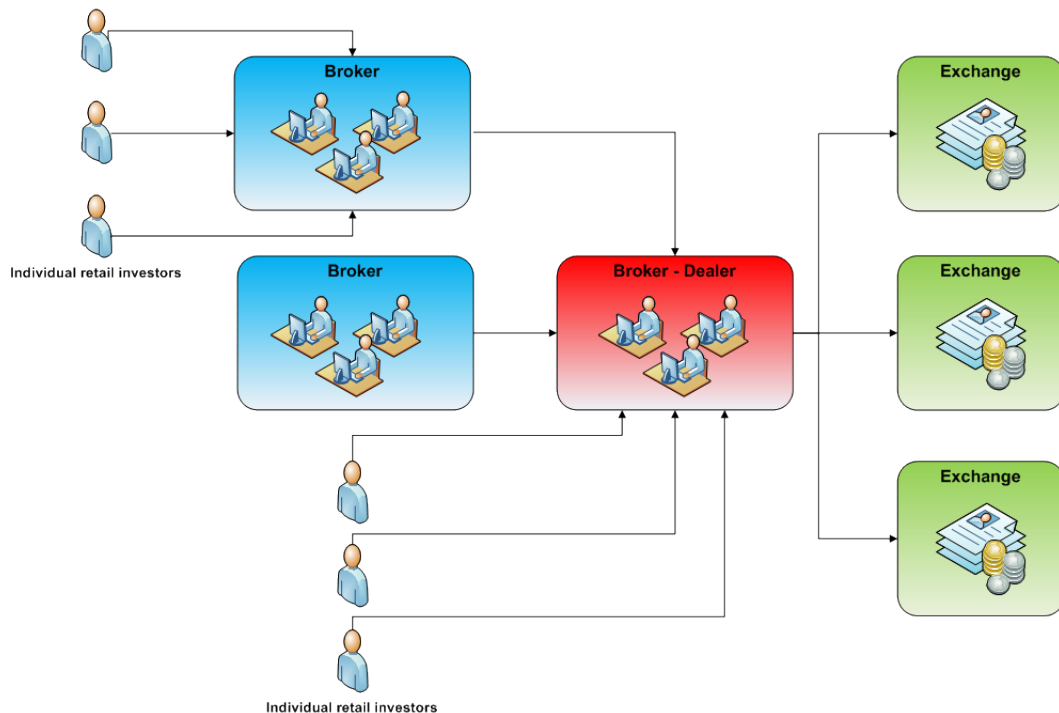 Broker
Exchange
Individual retail investors
Broker
Broker - Dealer
Exchange
Exchange
Individual retail investors